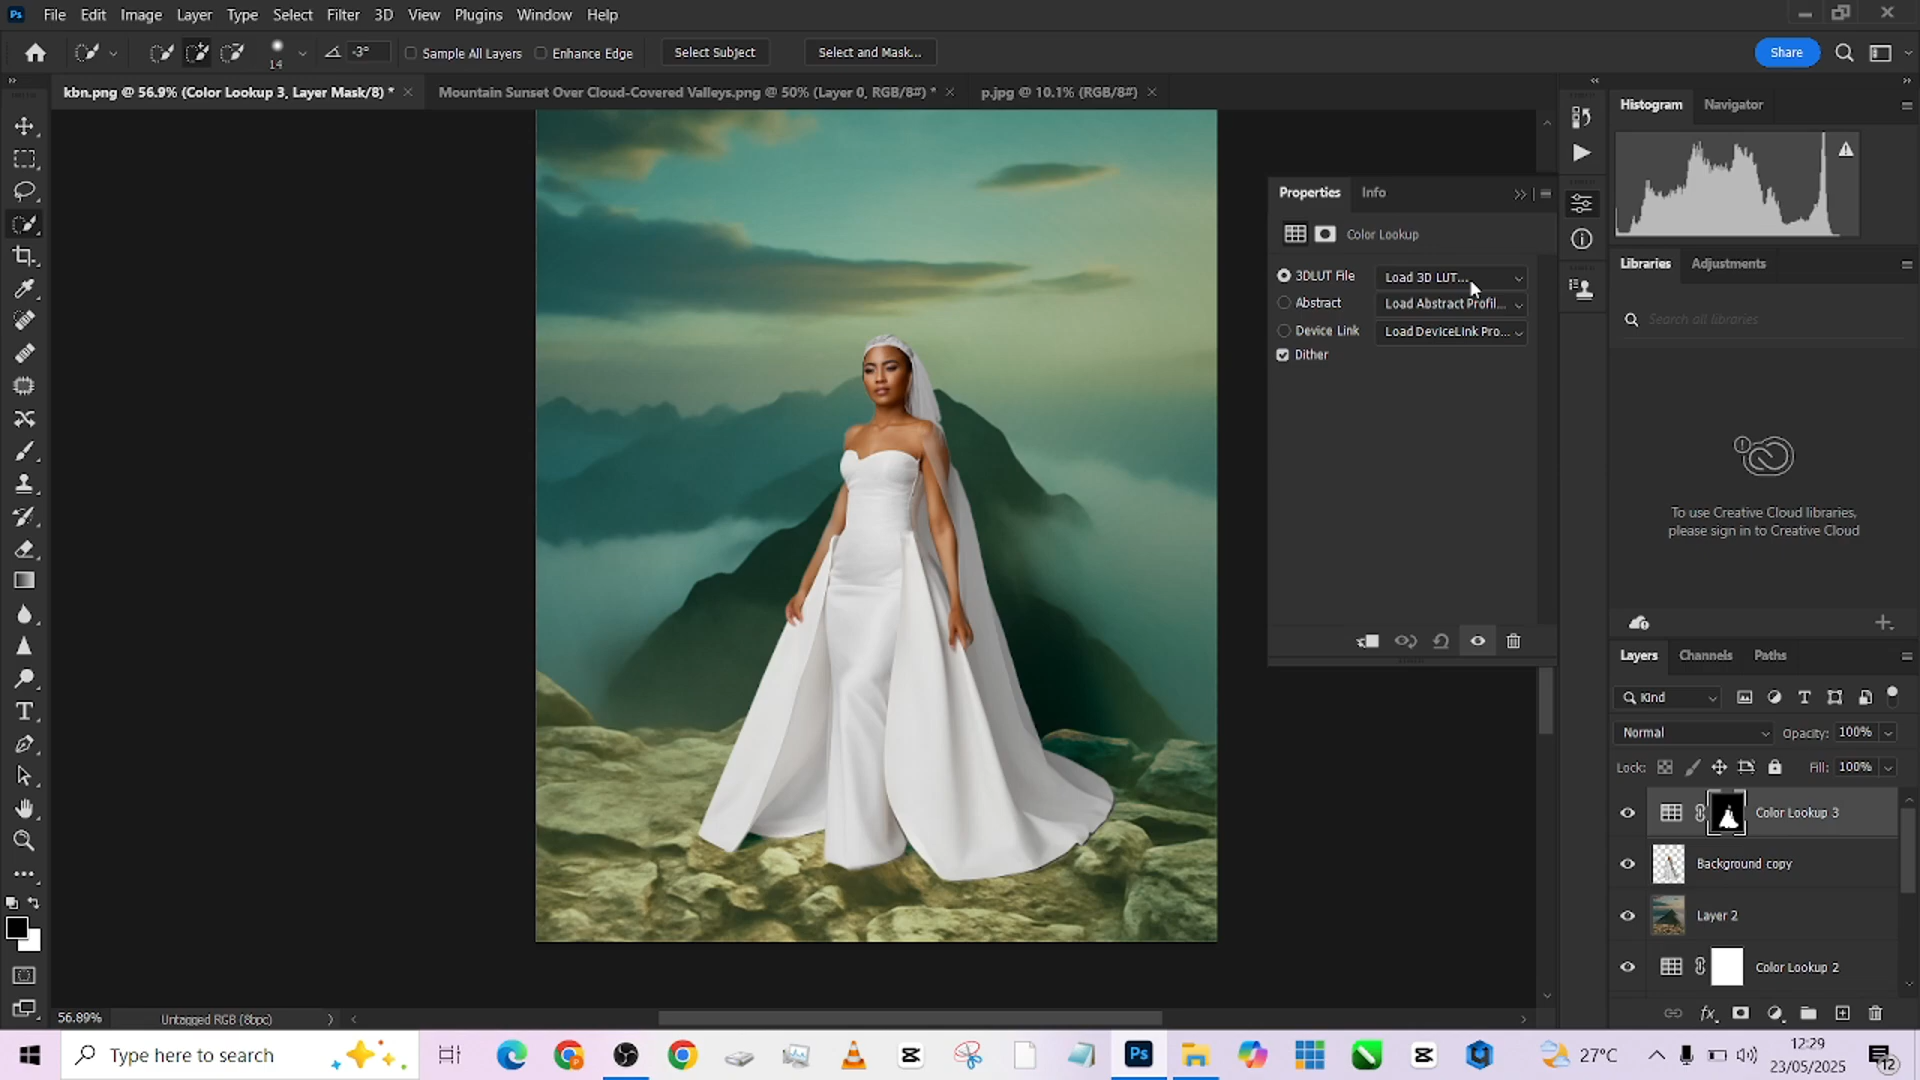 Ps File Edit Image Layer Type Select Filter 3D View Plugins Window Help
14 -3° Sample All Layers Enhance Edge Select Subject Select and Mask... Share
kbn.png @ 56.9% (Color Lookup 3, Layer Mask/8) * × Mountain Sunset Over Cloud-Covered Valleys.png @ 50% (Layer 0, RGB/8#) * × p.jpg @ 10.1% (RGB/8#) ×
Histogram Navigator
Properties Info
Color Lookup
3DLUT File Load 3D LUT...
Abstract Load Abstract Profil...
Device Link Load DeviceLink Pro...
Dither
Libraries Adjustments
Search all libraries
To use Creative Cloud libraries,
please sign in to Creative Cloud
Layers Channels Paths
Kind
Normal Opacity: 100%
Lock: Fill: 100%
Color Lookup 3
Background copy
Layer 2
Color Lookup 2
56.89% Untagged RGB (8bpc)
Type here to search
Ps
27°C
12:29
23/05/2025
12